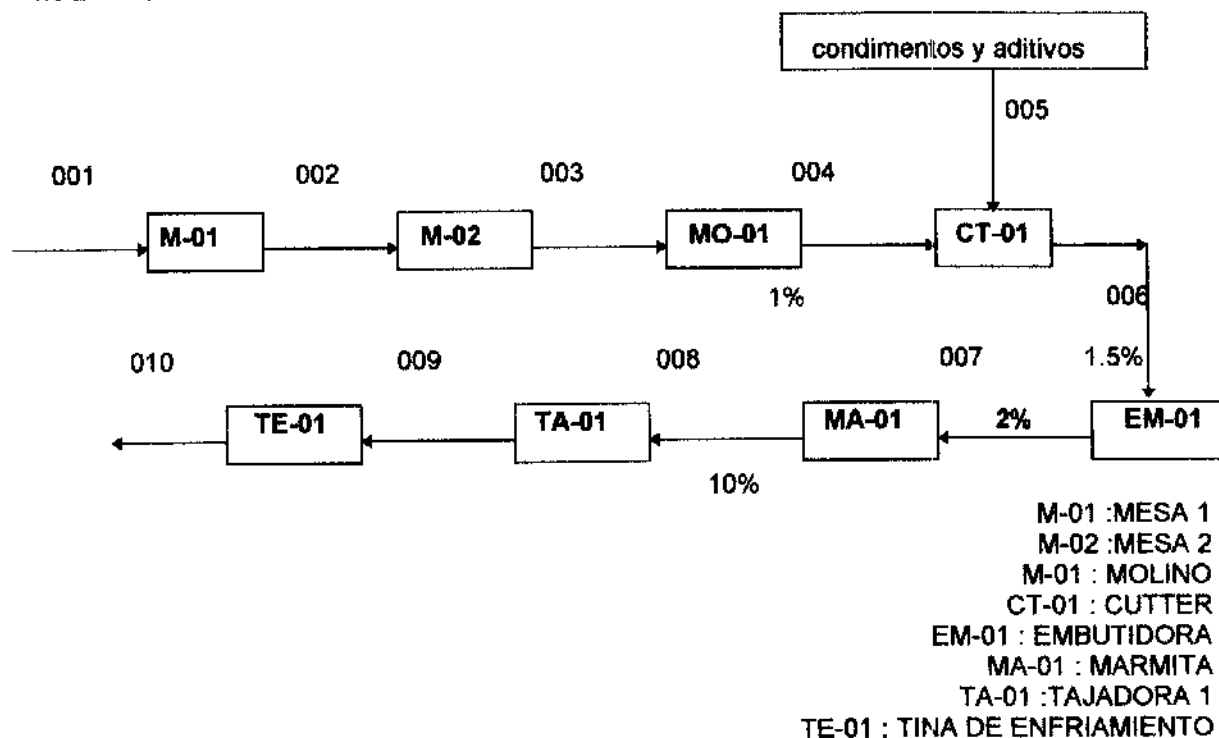 condimentos y aditivos
005
001 002 003 004
M-01 M-02 MO-01 CT-01
1% 006
010 009 008 007 1.5%
TE-01 TA-01 MA-01 2% EM-01
10%
M-01 :MESA 1
M-02 :MESA 2
M-01 : MOLINO
CT-01 : CUTTER
EM-01 : EMBUTIDORA
MA-01 : MARMITA
TA-01 :TAJADORA 1
TE-01 : TINA DE ENFRIAMIENTO